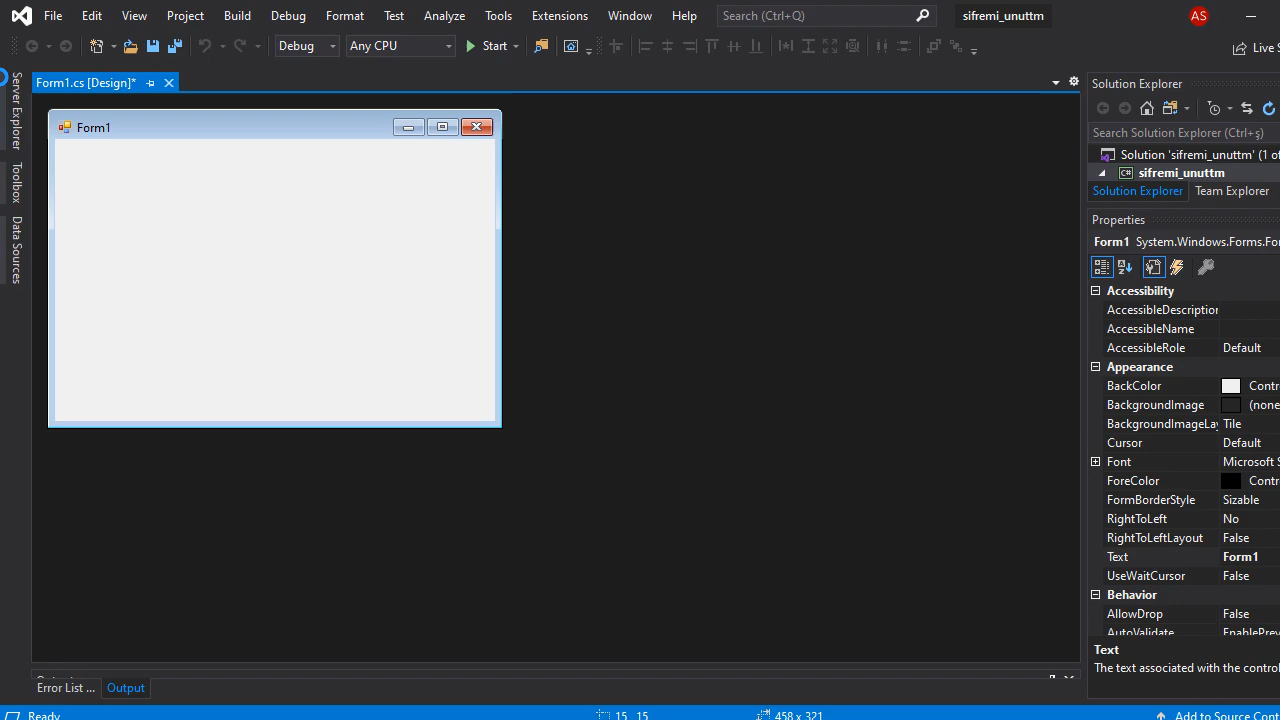 File Edit View Project Build Debug Format Test Analyze Tools Extensions Window Help Search (Ctrl+Q) sifremi_unuttm AS
Debug Any CPU Start Live S
Server Explorer
Toolbox
Data Sources
Form1.cs [Design]*
Form1
Solution Explorer
Search Solution Explorer (Ctrl+ş)
Solution 'sifremi_unuttm' (1 of
C# sifremi_unuttm
Solution Explorer Team Explorer
Properties
Form1 System.Windows.Forms.For
Accessibility
AccessibleDescription
AccessibleName
AccessibleRole Default
Appearance
BackColor Contr
BackgroundImage (none
BackgroundImageLay Tile
Cursor Default
Font Microsoft S
ForeColor Contr
FormBorderStyle Sizable
RightToLeft No
RightToLeftLayout False
Text Form1
UseWaitCursor False
Behavior
AllowDrop False
AutoValidate EnablePrev
Text
The text associated with the control
Error List ... Output
Ready 15 , 15 458 x 321 Add to Source Cont